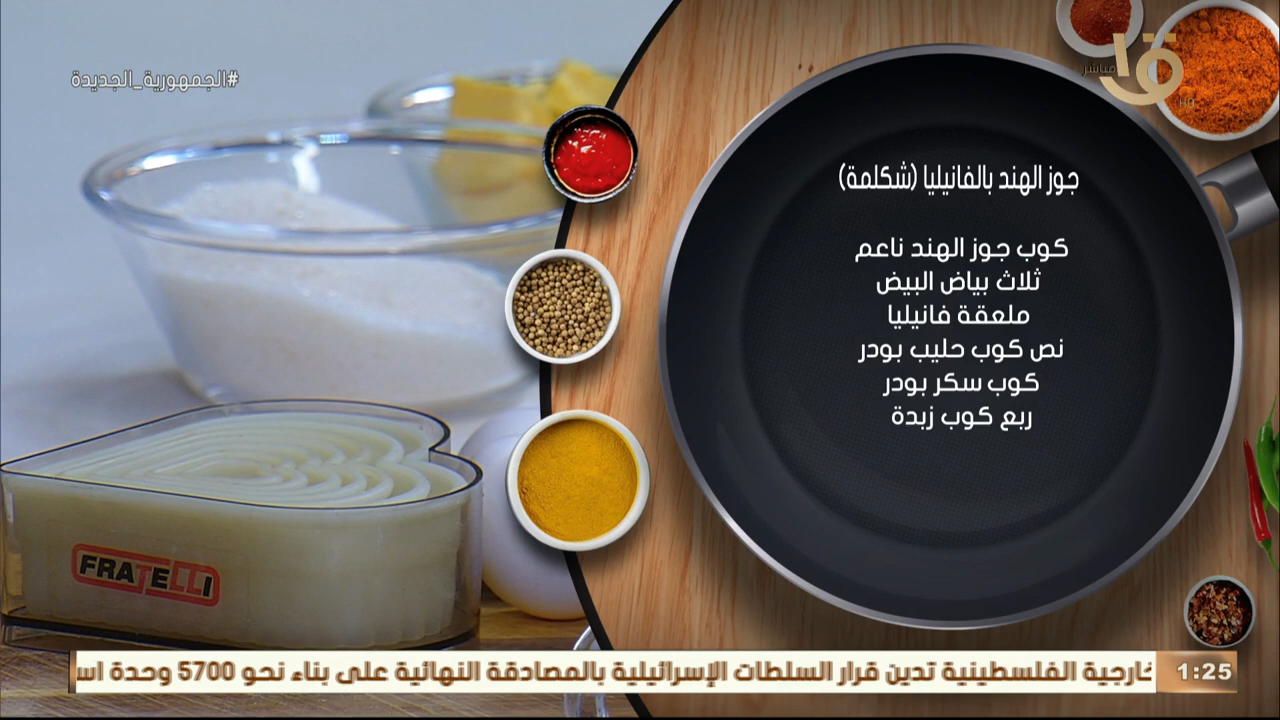 #الجمهورية_الجديدة
مباشر
HD
جوز الهند بالفانيليا (شكلمة)
كوب جوز الهند ناعم
ثلاث بياض البيض
ملعقة فانيليا
نص كوب حليب بودر
كوب سكر بودر
ربع كوب زبدة
FRATELLI
1:25
خارجية الفلسطينية تدين قرار السلطات الإسرائيلية بالمصادقة النهائية على بناء نحو 5700 وحدة